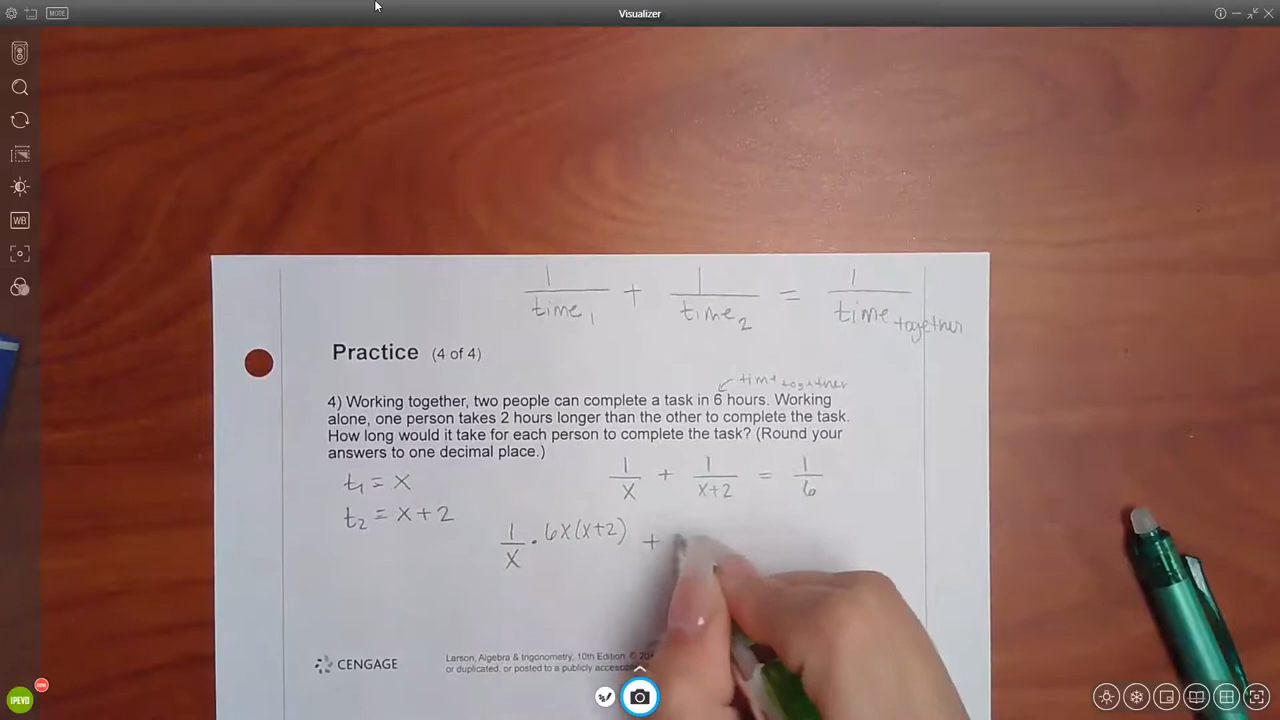 MODE
Visualizer
WB
1 / time₁ + 1 / time₂ = 1 / time together
Practice (4 of 4)
time together
4) Working together, two people can complete a task in 6 hours. Working
alone, one person takes 2 hours longer than the other to complete the task.
How long would it take for each person to complete the task? (Round your
answers to one decimal place.)
1/x + 1/x+2 = 1/6
t₁ = x
t₂ = x + 2
1/x · 6x(x+2) +
CENGAGE
Larson, Algebra & trigonometry, 10th Edition ©
or duplicated, or posted to a publicly
IPEVO